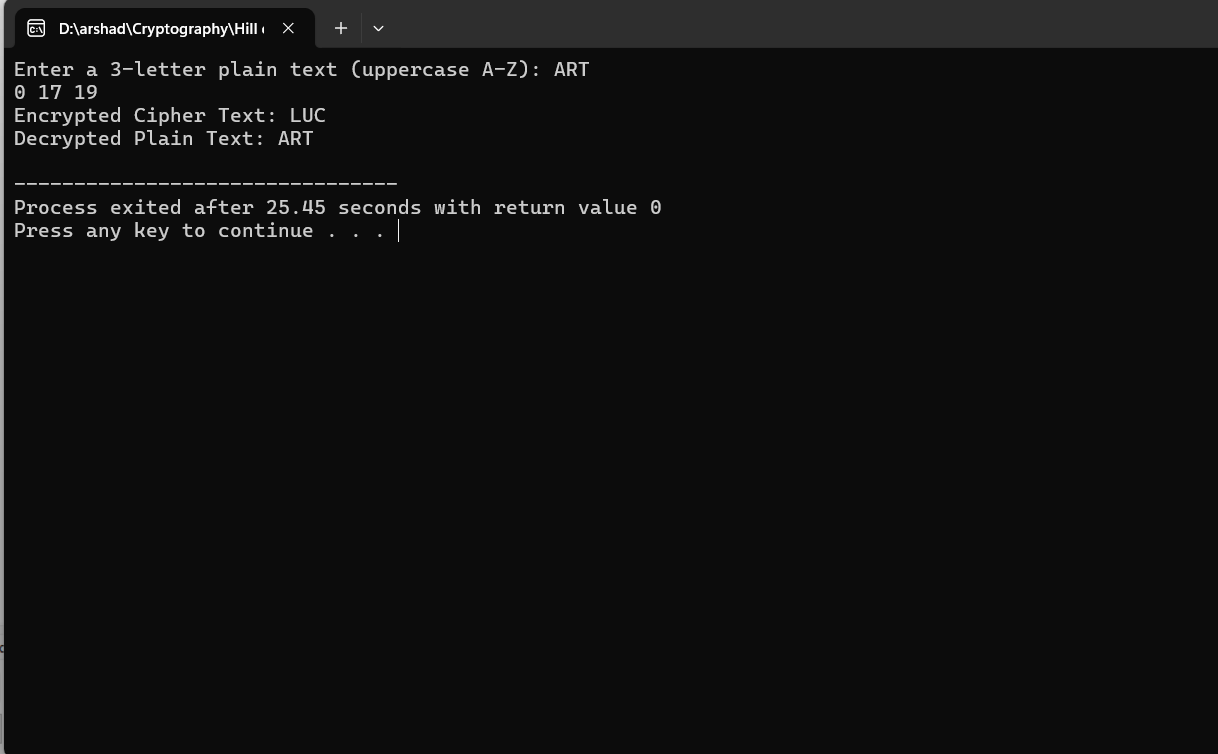 D:\arshad\Cryptography\Hill
Enter a 3-letter plain text (uppercase A-Z): ART
0 17 19
Encrypted Cipher Text: LUC
Decrypted Plain Text: ART
--------------------------------
Process exited after 25.45 seconds with return value 0
Press any key to continue . . .